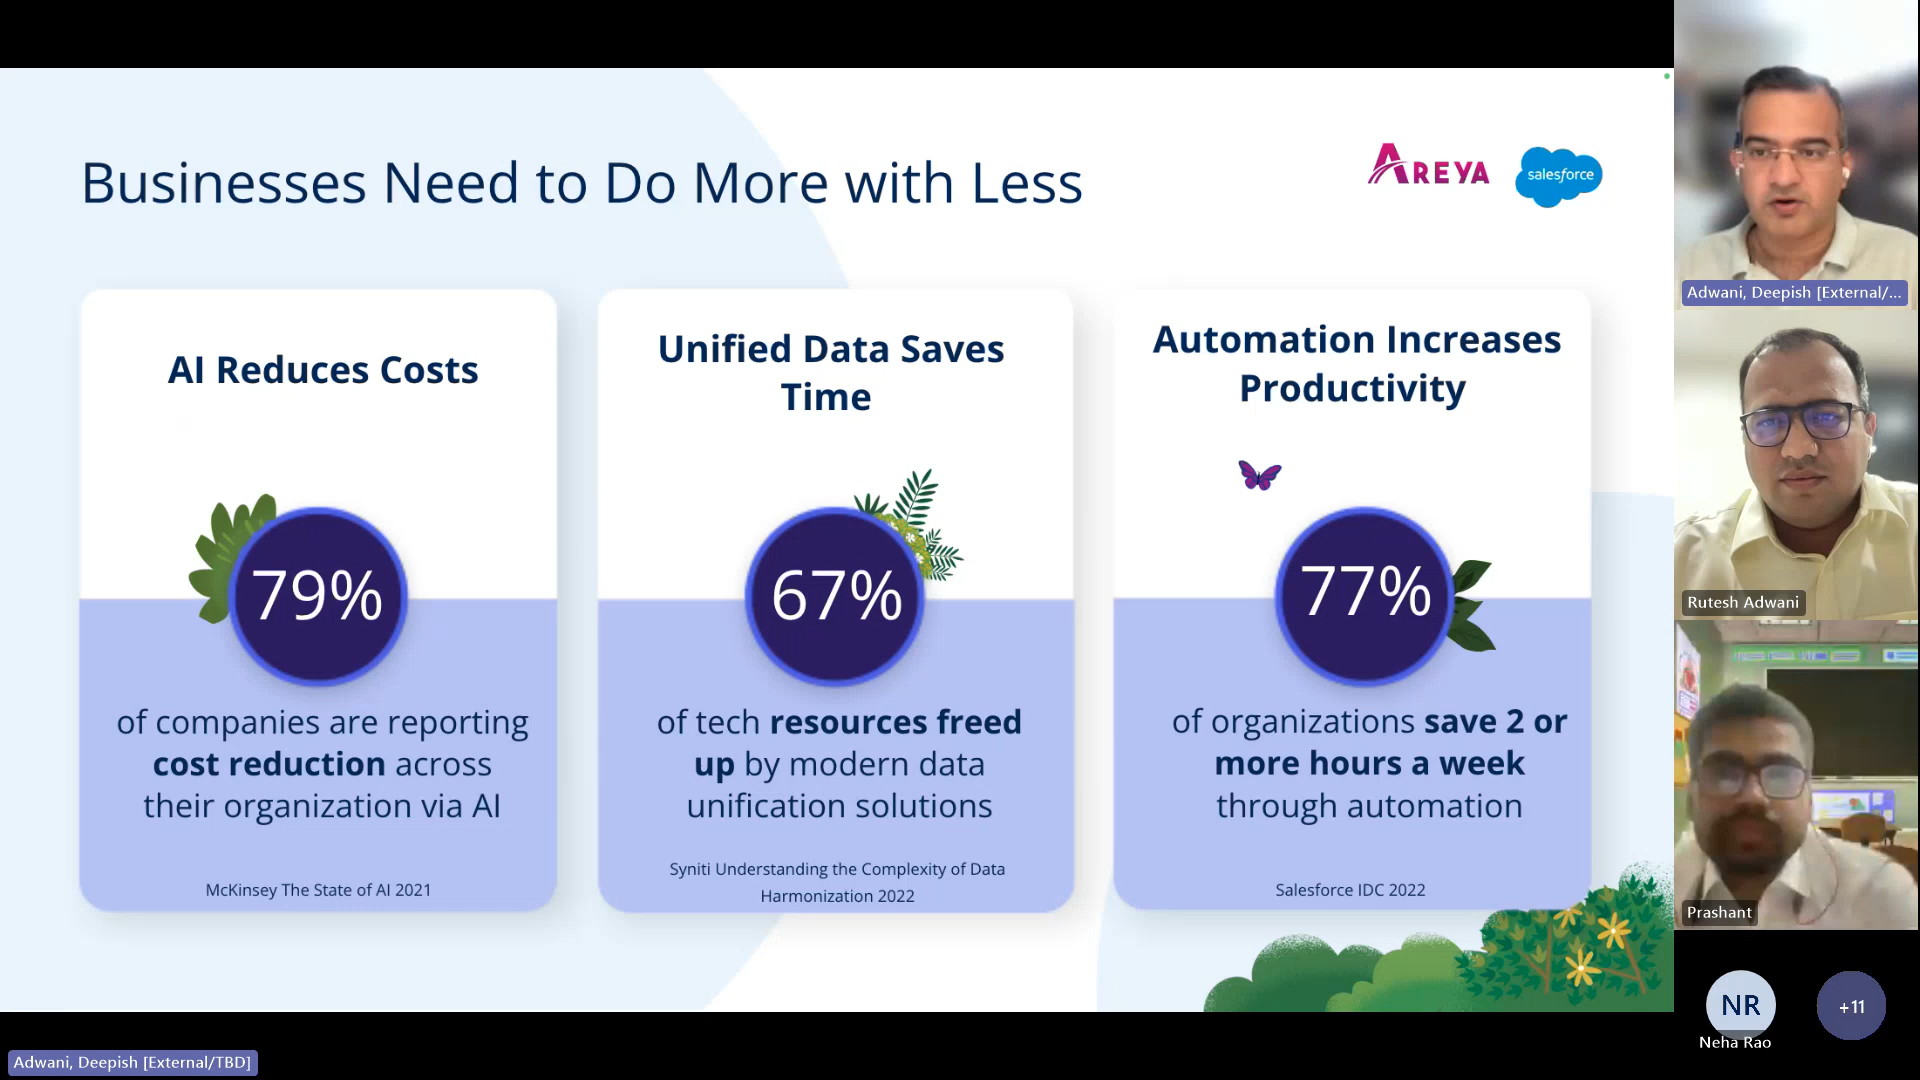 Businesses Need to Do More with Less
AREYA
salesforce
AI Reduces Costs
79%
of companies are reporting
cost reduction across
their organization via AI
McKinsey The State of AI 2021
Unified Data Saves
Time
67%
of tech resources freed
up by modern data
unification solutions
Syniti Understanding the Complexity of Data
Harmonization 2022
Automation Increases
Productivity
77%
of organizations save 2 or
more hours a week
through automation
Salesforce IDC 2022
Adwani, Deepish [External/...
Rutesh Adwani
Prashant
NR
Neha Rao
+11
Adwani, Deepish [External/TBD]